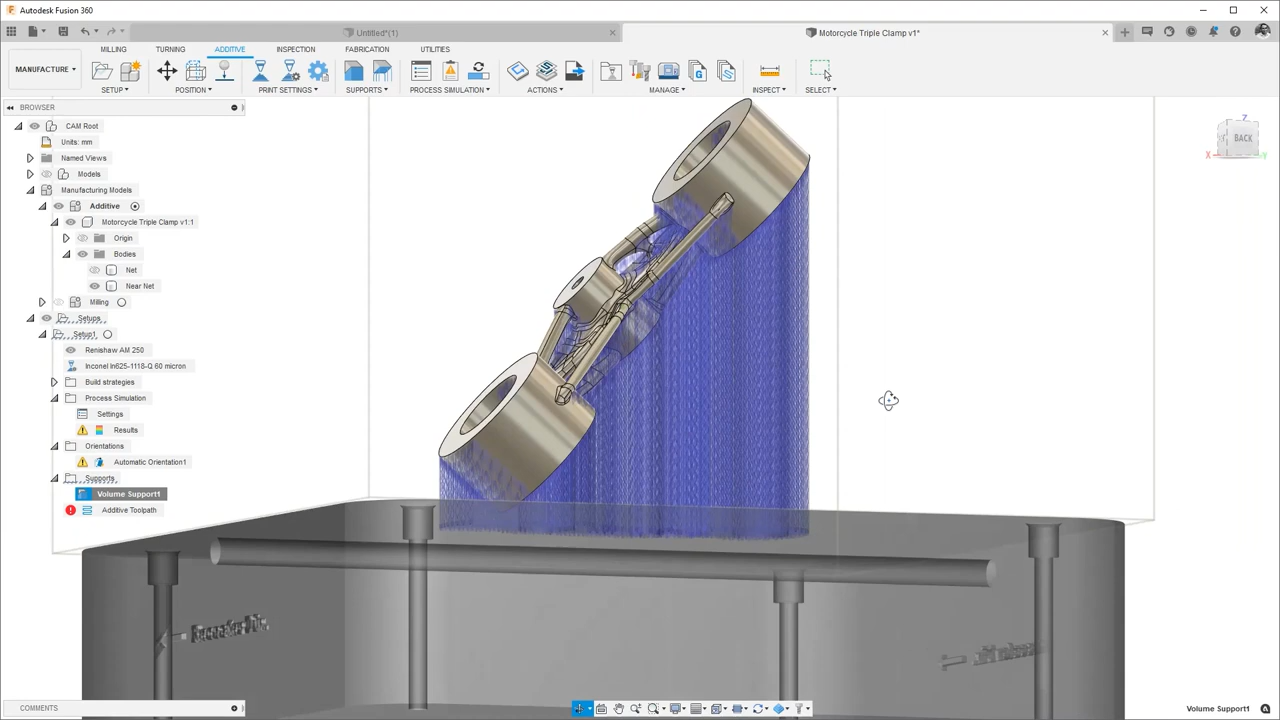 Autodesk Fusion 360
Untitled*(1)
Motorcycle Triple Clamp v1*
MILLING TURNING ADDITIVE INSPECTION FABRICATION UTILITIES
MANUFACTURE
SETUP POSITION PRINT SETTINGS SUPPORTS PROCESS SIMULATION ACTIONS MANAGE INSPECT SELECT
BROWSER
CAM Root
Units: mm
Named Views
Models
Manufacturing Models
Additive
Motorcycle Triple Clamp v1:1
Origin
Bodies
Net
Near Net
Milling
Setups
Setup1
Renishaw AM 250
Inconel In625-1118-Q 60 micron
Build strategies
Process Simulation
Settings
Results
Orientations
Automatic Orientation1
Supports
Volume Support1
Additive Toolpath
Z
BACK
X
Y
COMMENTS
Volume Support1